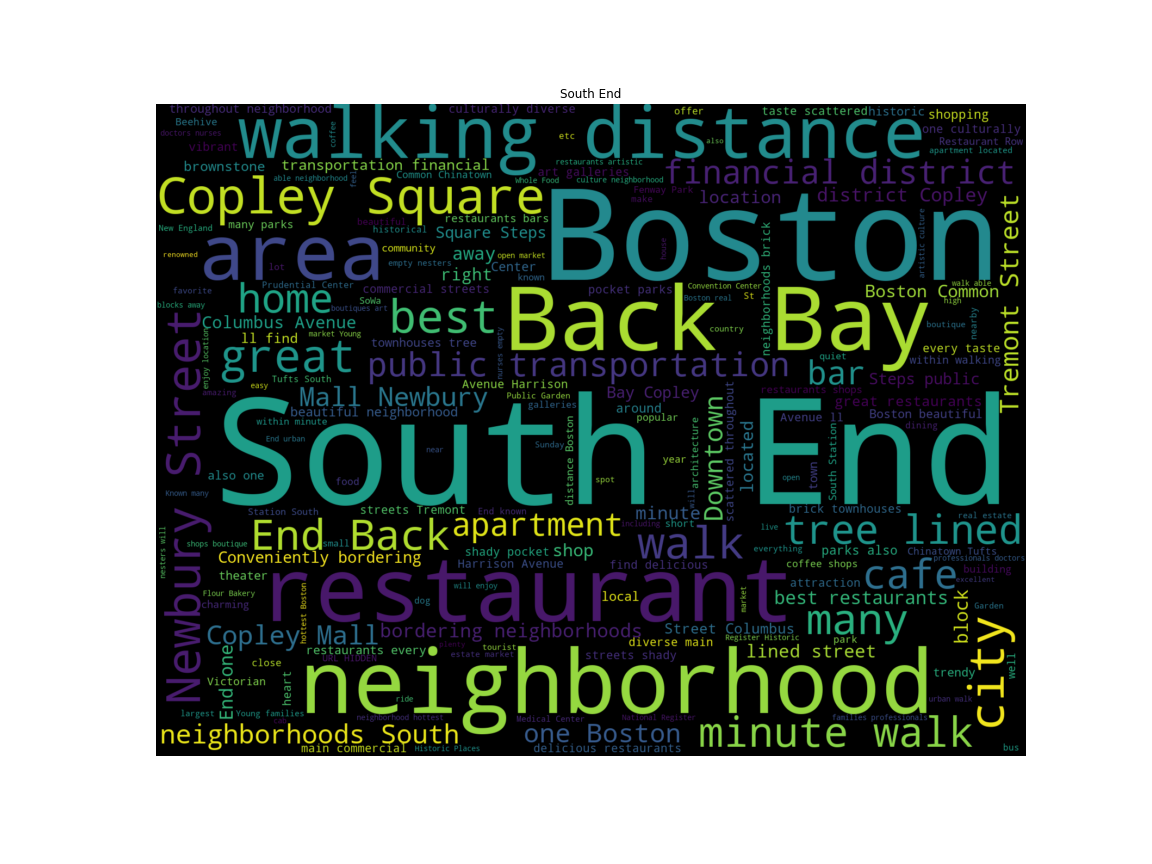 South End
throughout neighborhood
culturally diverse
offer
taste scattered
historic
shopping
Beehive
doctors nurses
coffee
walking distance
etc
also
one culturally
Restaurant Row
apartment located
vibrant
brownstone
transportation financial
restaurants artistic
art galleries
financial district
able neighborhood
feel
Common Chinatown
Whole Food
culture neighborhood
Fenway Park
make
location
district Copley
Copley Square
Boston
New England
many parks
beautiful
historical
restaurants bars
Square Steps
house
neighborhoods brick
artistic culture
Tremont Street
renowned
area
lot
community
empty nesters
away
open market
Center
right
known
favorite
Prudential Center
commercial streets
pocket parks
Convention Center
St
Boston real
walk able
Boston Common
high
blocks away
home
SoWa
boutiques art
best
Back Bay
country
boutique
nearby
Columbus Avenue
market Young
ll find
townhouses tree
nurses empty
every taste
within walking
enjoy location
great
public transportation
quiet
bar
Steps public
Newbury Street
easy
Tufts South
amazing
Avenue Harrison
Public Garden
Bay Copley
restaurants shops
great restaurants
Mall Newbury
beautiful neighborhood
galleries
around
popular
Avenue ll
Boston beautiful
dining
within minute
End urban
near
Sunday
distance Boston
South End
year
spot
architecture
Downtown
scattered throughout
located
open
town
South Station
also one
food
Known many
Station South
streets Tremont
End known
minute
will
including
short
brick townhouses
real estate
shops boutique
small
End Back
apartment
walk
live
tree lined
nesters will
Conveniently bordering
shady pocket
shop
everything
parks also
Chinatown Tufts
professionals doctors
Harrison Avenue
find delicious
coffee shops
building
theater
attraction
cafe
excellent
Flour Bakery
charming
hottest Boston
dog
will enjoy
restaurant
local
market
best restaurants
block
Garden
Copley Mall
bordering neighborhoods
Street Columbus
Register Historic
many
park
city
well
End one
restaurants every
URL HIDDEN
estate market
tourist
diverse main
streets shady
lined street
close
Victorian
heart
neighborhood
trendy
urban walk
largest
Young families
ride
neighborhood hottest
Medical Center
National Register
families professionals
neighborhoods South
main commercial
Historic Places
one Boston
delicious restaurants
minute walk
bus